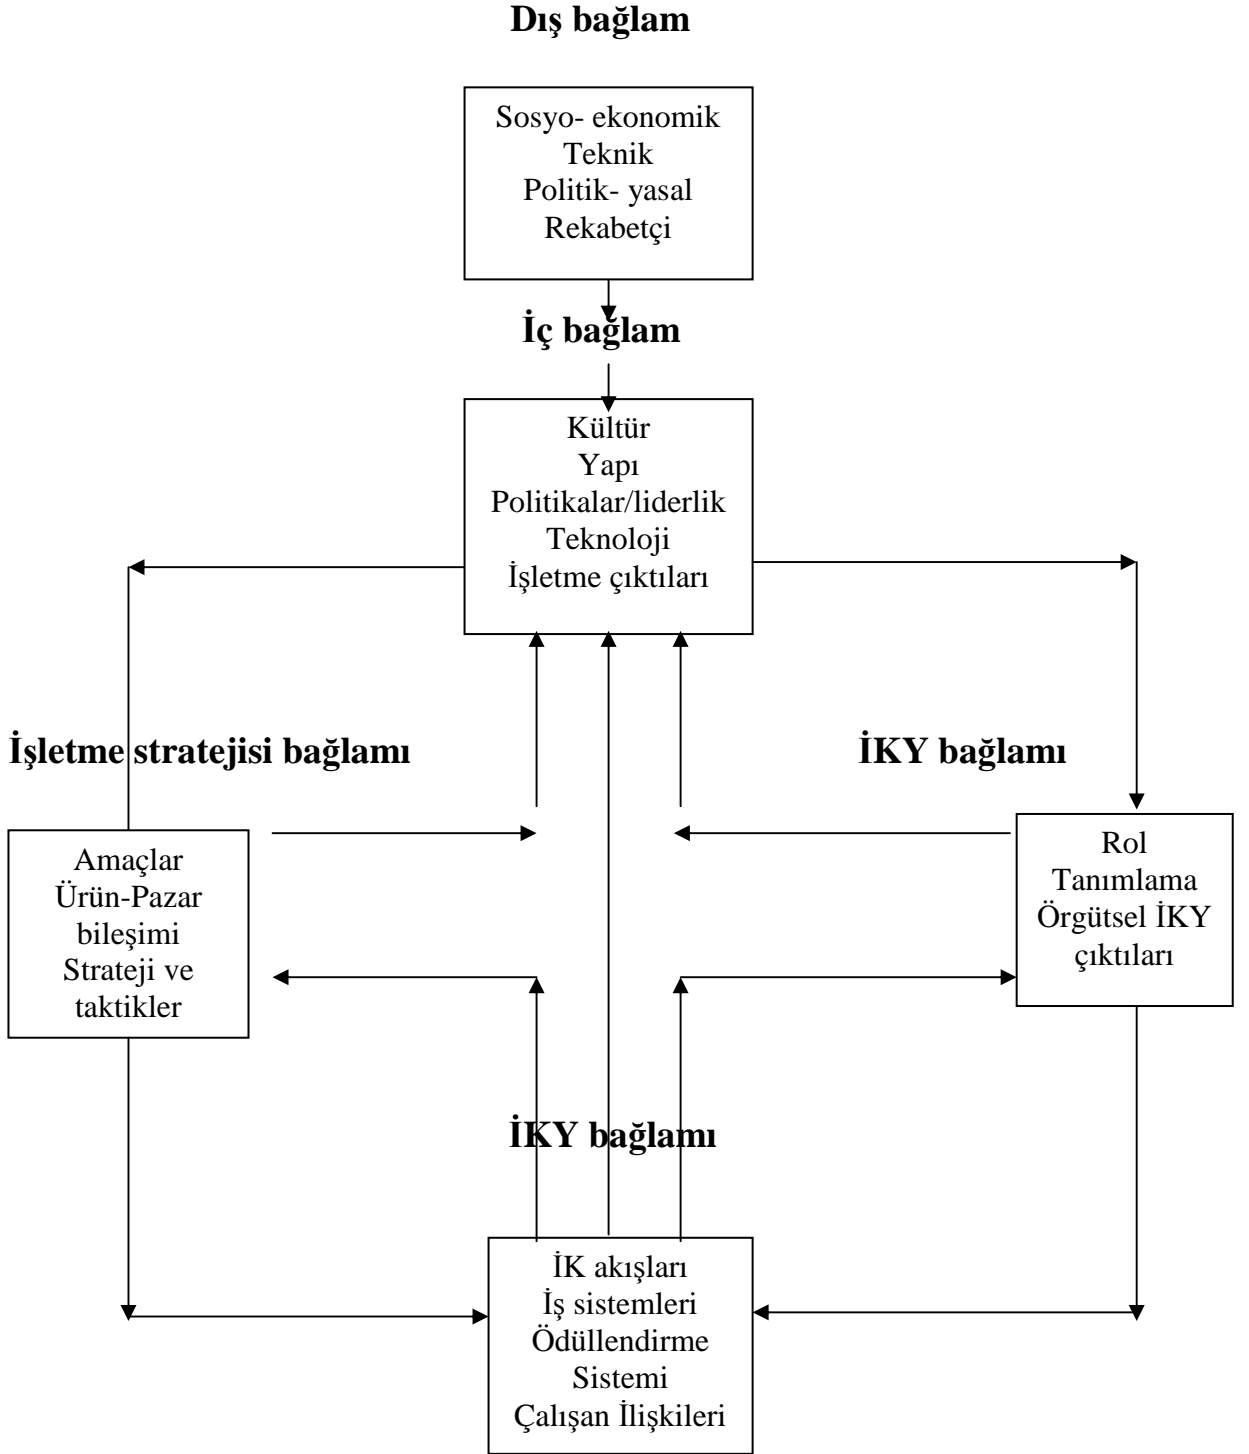 Dış bağlam
Sosyo- ekonomik
Teknik
Politik- yasal
Rekabetçi
İç bağlam
Kültür
Yapı
Politikalar/liderlik
Teknoloji
İşletme çıktıları
İşletme stratejisi bağlamı
İKY bağlamı
Amaçlar
Ürün-Pazar
bileşimi
Strateji ve
taktikler
Rol
Tanımlama
Örgütsel İKY
çıktıları
İKY bağlamı
İK akışları
İş sistemleri
Ödüllendirme
Sistemi
Çalışan İlişkileri